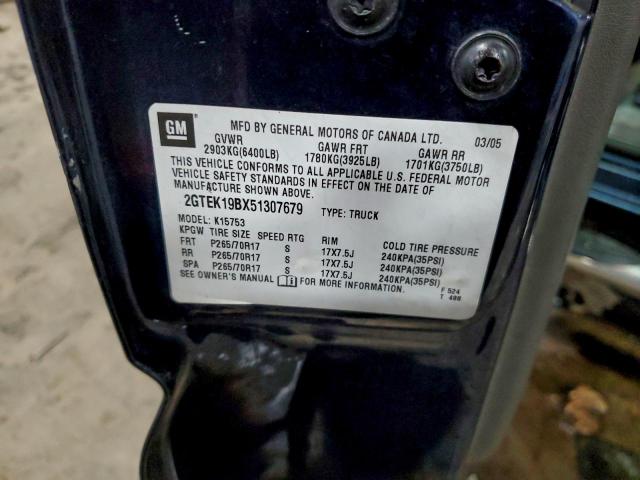 GM
MFD BY GENERAL MOTORS OF CANADA LTD. 03/05
GVWR GAWR FRT GAWR RR
2903KG(6400LB) 1780KG(3925LB) 1701KG(3750LB)
THIS VEHICLE CONFORMS TO ALL APPLICABLE U.S. FEDERAL MOTOR
VEHICLE SAFETY STANDARDS IN EFFECT ON THE DATE OF
MANUFACTURE SHOWN ABOVE.
2GTEK19BX51307679 TYPE: TRUCK
MODEL: K15753
KPGW TIRE SIZE SPEED RTG RIM COLD TIRE PRESSURE
FRT P265/70R17 S 17X7.5J 240KPA(35PSI)
RR P265/70R17 S 17X7.5J 240KPA(35PSI)
SPA P265/70R17 S 17X7.5J 240KPA(35PSI)
SEE OWNER'S MANUAL FOR MORE INFORMATION.
F 524
T 488